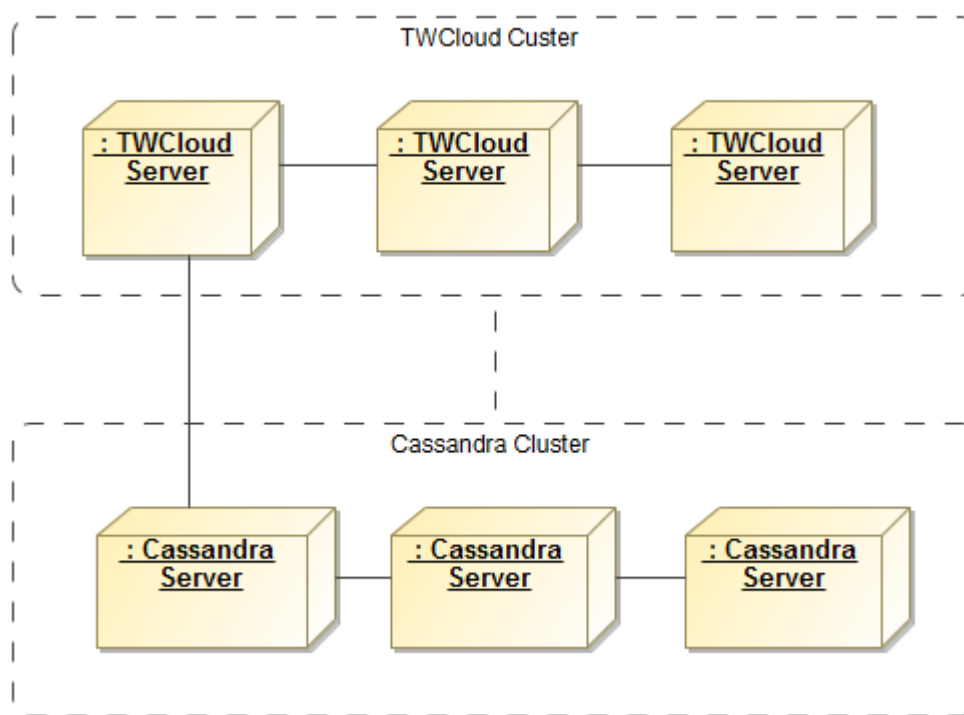 TWCloud Custer
: TWCloud
Server
: TWCloud
Server
: TWCloud
Server
Cassandra Cluster
: Cassandra
Server
: Cassandra
Server
: Cassandra
Server